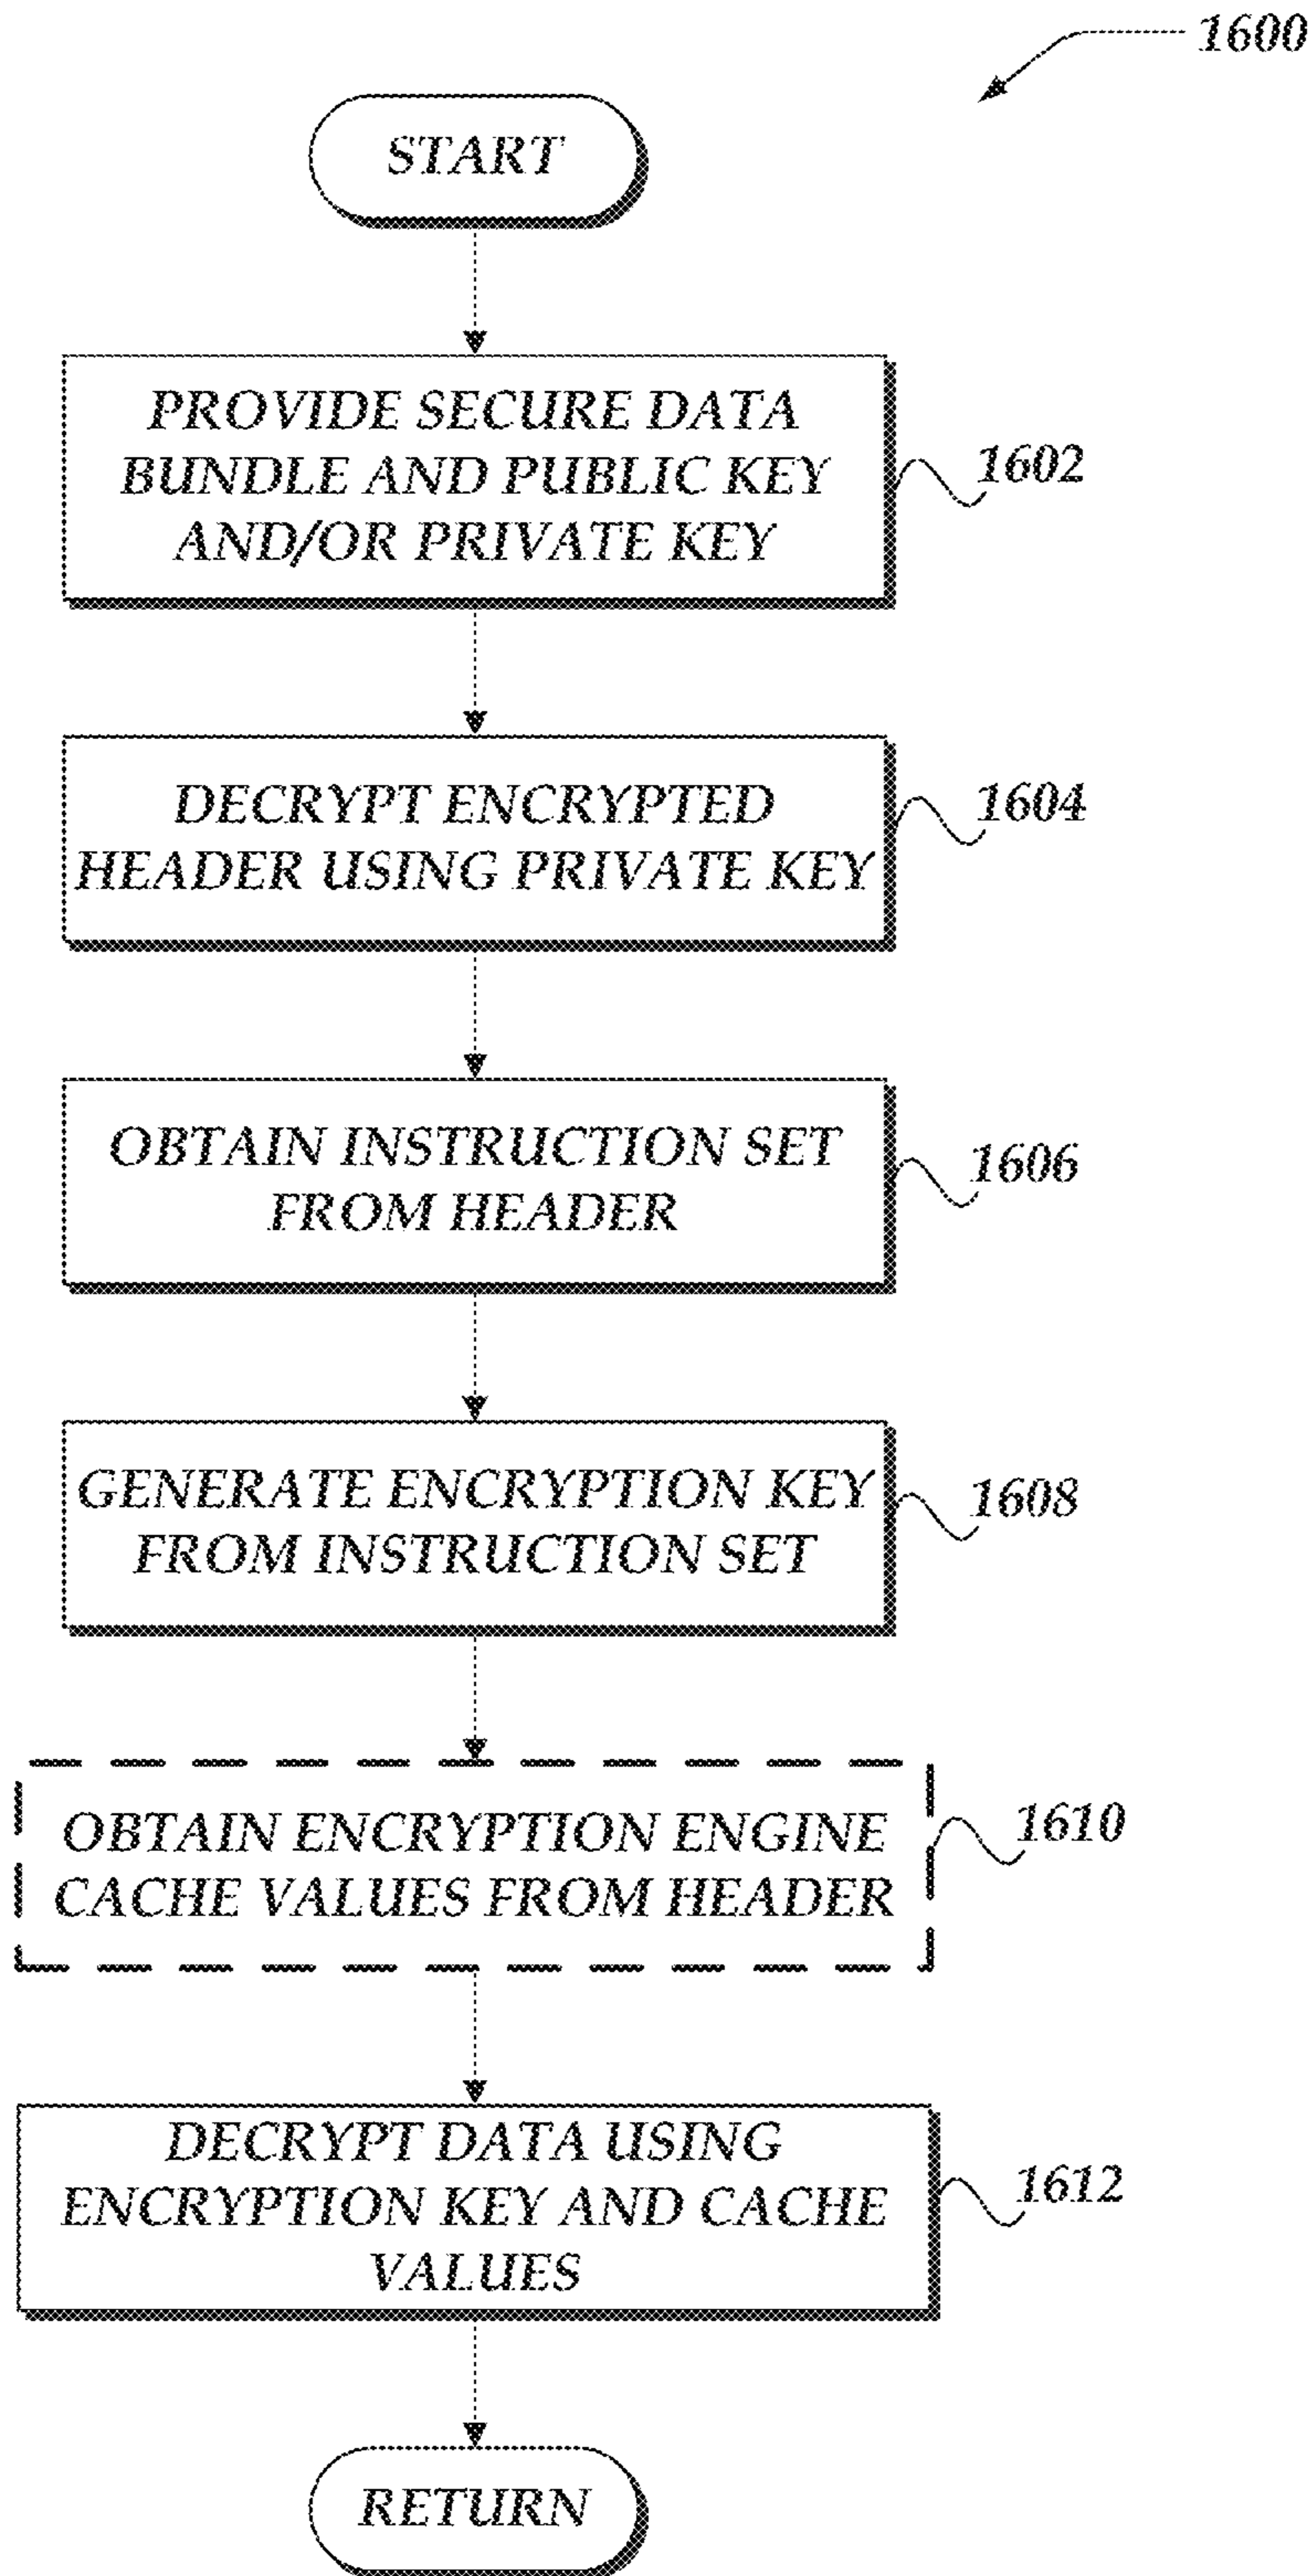 1600
START
PROVIDE SECURE DATA
BUNDLE AND PUBLIC KEY
AND/OR PRIVATE KEY
1602
DECRYPT ENCRYPTED
HEADER USING PRIVATE KEY
1604
OBTAIN INSTRUCTION SET
FROM HEADER
1606
GENERATE ENCRYPTION KEY
FROM INSTRUCTION SET
1608
OBTAIN ENCRYPTION ENGINE
CACHE VALUES FROM HEADER
1610
DECRYPT DATA USING
ENCRYPTION KEY AND CACHE
VALUES
1612
RETURN